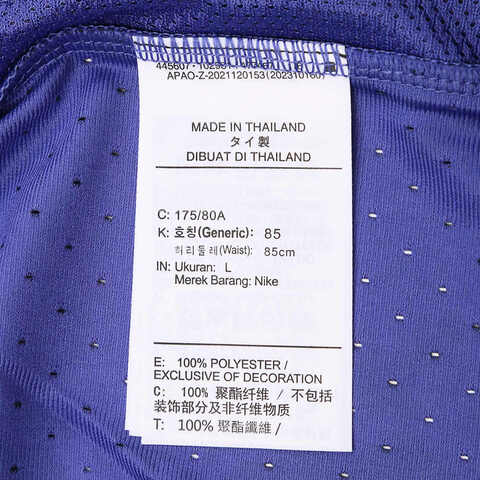 APAO-Z-2021120153 (202310160)
MADE IN THAILAND
タイ製
DIBUAT DI THAILAND
C: 175/80A
K: 호칭(Generic): 85
허리둘레(Waist): 85cm
IN: Ukuran: L
Merek Barang: Nike
E: 100% POLYESTER /
EXCLUSIVE OF DECORATION
C: 100% 聚酯纤维 / 不包括
装饰部分及非纤维物质
T: 100% 聚酯纖維 /